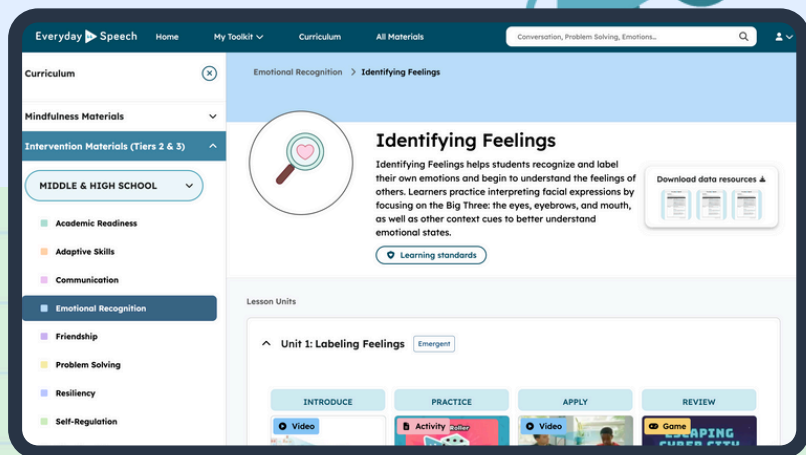 Everyday Speech Home My Toolkit Curriculum All Materials Conversation, Problem Solving, Emotions...
Curriculum
Mindfulness Materials
Intervention Materials (Tiers 2 & 3)
MIDDLE & HIGH SCHOOL
Academic Readiness
Adaptive Skills
Communication
Emotional Recognition
Friendship
Problem Solving
Resiliency
Self-Regulation
Emotional Recognition > Identifying Feelings
Identifying Feelings
Identifying Feelings helps students recognize and label
their own emotions and begin to understand the feelings of
others. Learners practice interpreting facial expressions by
focusing on the Big Three: the eyes, eyebrows, and mouth,
as well as other context cues to better understand
emotional states.
Learning standards
Download data resources
Lesson Units
Unit 1: Labeling Feelings Emergent
INTRODUCE PRACTICE APPLY REVIEW
Video Activity Roller Video Game
ESCAPING
CYBER CITY